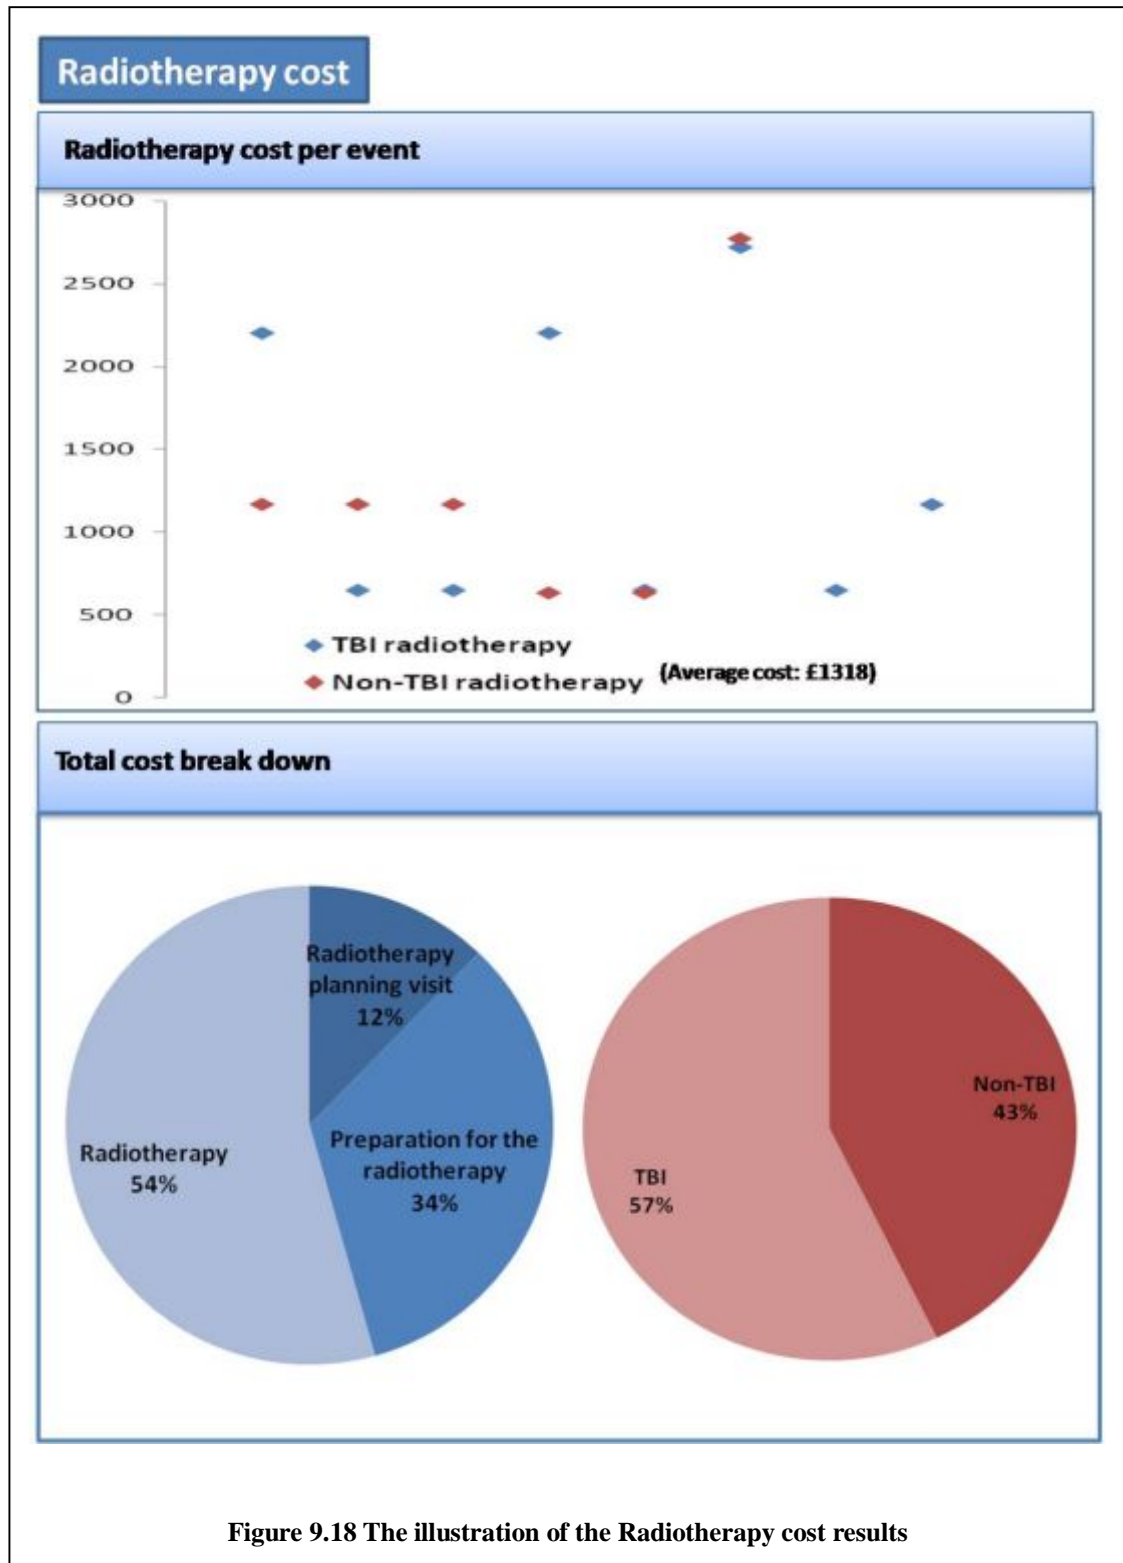 Radiotherapy cost
Radiotherapy cost per event
3000
2500
2000
1500
1000
500
0
TBI radiotherapy
Non-TBI radiotherapy
(Average cost: £1318)
Total cost break down
Radiotherapy
planning visit
12%
Preparation for the
radiotherapy
34%
Radiotherapy
54%
Non-TBI
43%
TBI
57%
Figure 9.18 The illustration of the Radiotherapy cost results